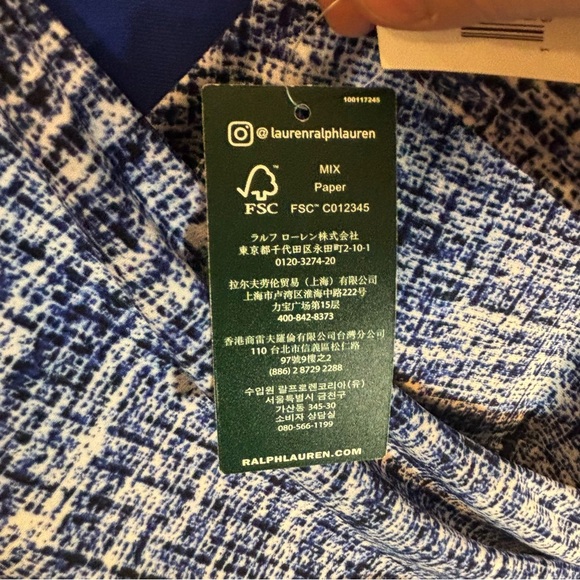 100117245
@laurenralphlauren
FSC™
MIX
Paper
FSC™ C012345
ラルフ ローレン株式会社
東京都千代田区永田町2-10-1
0120-3274-20
拉尔夫劳伦贸易（上海）有限公司
上海市卢湾区淮海中路222号
力宝广场第15层
400-842-8373
香港商雷夫羅倫有限公司台灣分公司
110 台北市信義區松仁路
97號9樓之2
(886) 2 8729 2288
수입원 랄프로렌코리아(유)
서울특별시 금천구
가산동 345-30
소비자 상담실
080-566-1199
RALPHLAUREN.COM